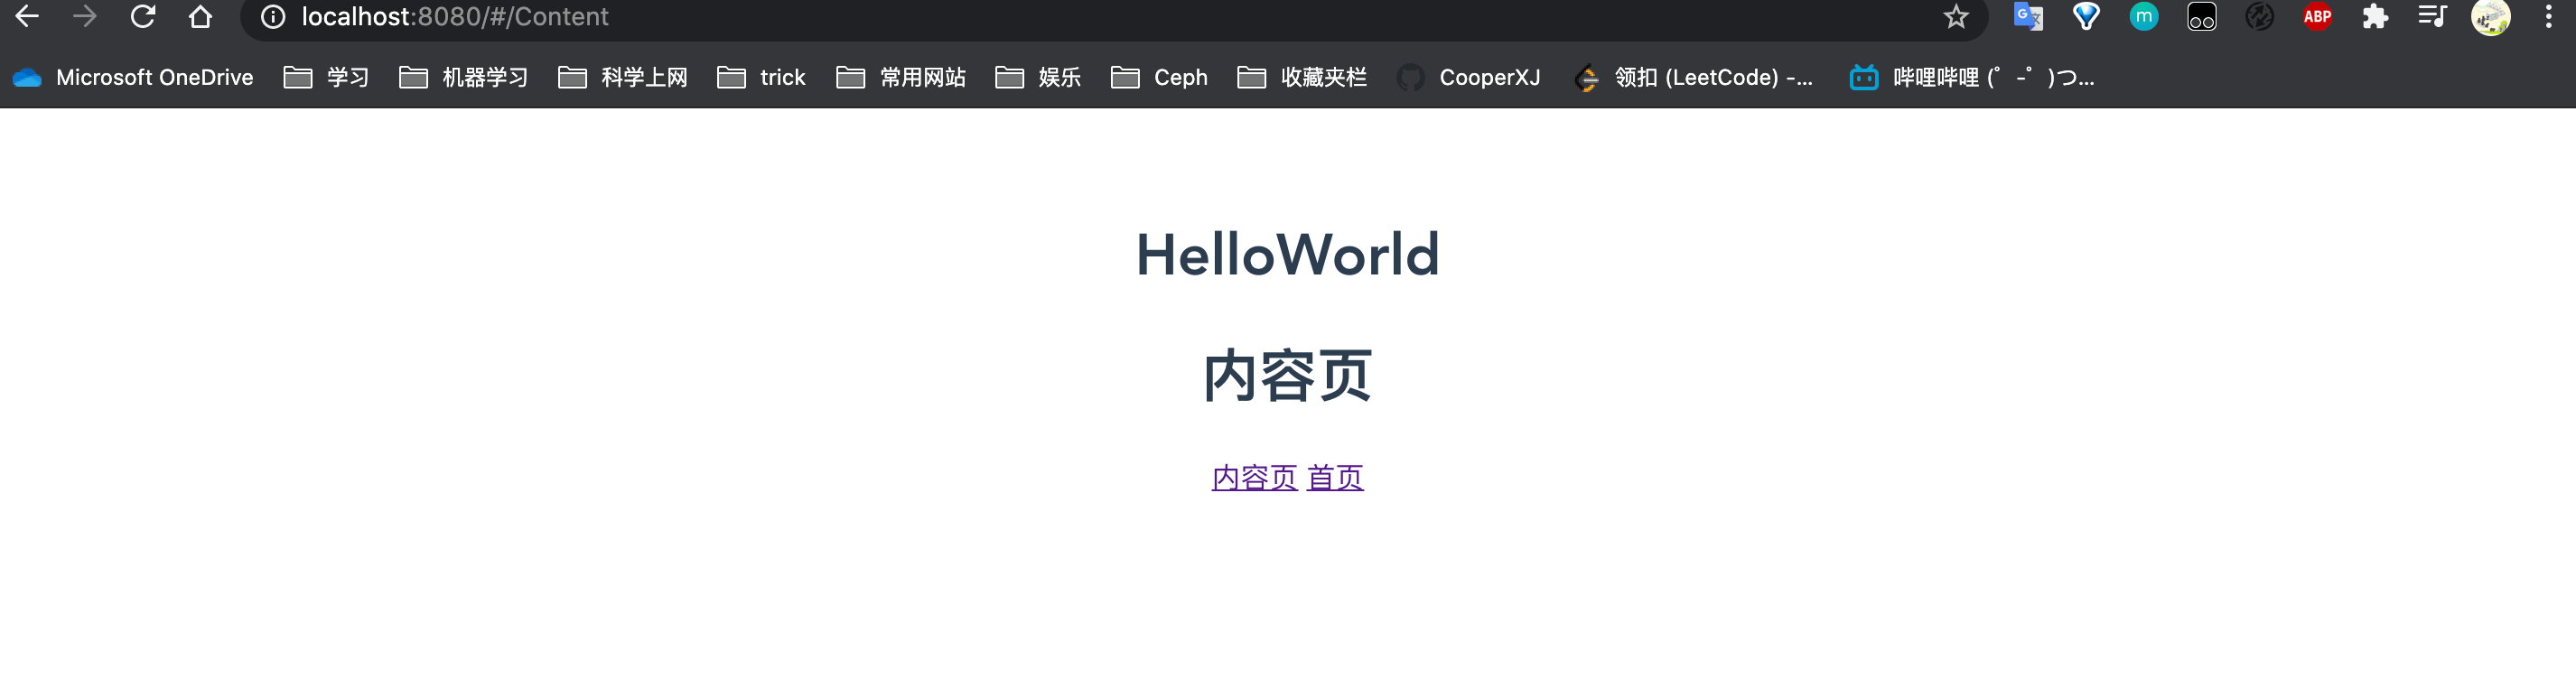 localhost:8080/#/Content
Microsoft OneDrive 学习 机器学习 科学上网 trick 常用网站 娱乐 Ceph 收藏夹栏 CooperXJ 领扣 (LeetCode) -... 哔哩哔哩 (゜-゜)つ...
G 文 m ABP
HelloWorld
内容页
内容页 首页